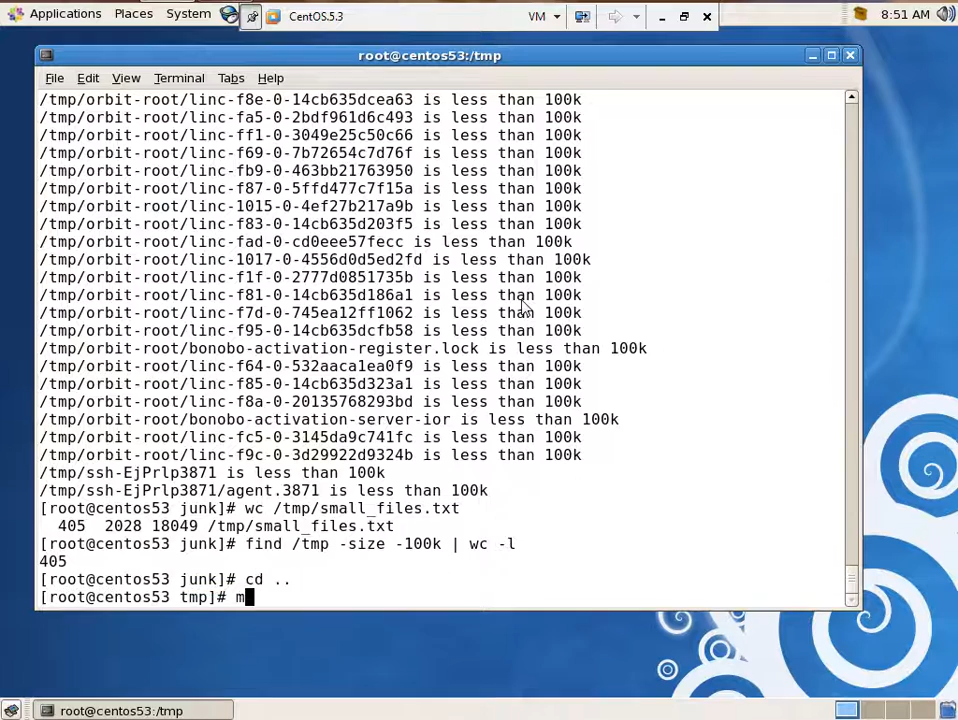 Applications Places System CentOS.5.3 VM 8:51 AM
root@centos53:/tmp
File Edit View Terminal Tabs Help
/tmp/orbit-root/linc-f8e-0-14cb635dcea63 is less than 100k
/tmp/orbit-root/linc-fa5-0-2bdf961d6c493 is less than 100k
/tmp/orbit-root/linc-ff1-0-3049e25c50c66 is less than 100k
/tmp/orbit-root/linc-f69-0-7b72654c7d76f is less than 100k
/tmp/orbit-root/linc-fb9-0-463bb21763950 is less than 100k
/tmp/orbit-root/linc-f87-0-5ffd477c7f15a is less than 100k
/tmp/orbit-root/linc-1015-0-4ef27b217a9b is less than 100k
/tmp/orbit-root/linc-f83-0-14cb635d203f5 is less than 100k
/tmp/orbit-root/linc-fad-0-cd0eee57fecc is less than 100k
/tmp/orbit-root/linc-1017-0-4556d0d5ed2fd is less than 100k
/tmp/orbit-root/linc-f1f-0-2777d0851735b is less than 100k
/tmp/orbit-root/linc-f81-0-14cb635d186a1 is less than 100k
/tmp/orbit-root/linc-f7d-0-745ea12ff1062 is less than 100k
/tmp/orbit-root/linc-f95-0-14cb635dcfb58 is less than 100k
/tmp/orbit-root/bonobo-activation-register.lock is less than 100k
/tmp/orbit-root/linc-f64-0-532aaca1ea0f9 is less than 100k
/tmp/orbit-root/linc-f85-0-14cb635d323a1 is less than 100k
/tmp/orbit-root/linc-f8a-0-20135768293bd is less than 100k
/tmp/orbit-root/bonobo-activation-server-ior is less than 100k
/tmp/orbit-root/linc-fc5-0-3145da9c741fc is less than 100k
/tmp/orbit-root/linc-f9c-0-3d29922d9324b is less than 100k
/tmp/ssh-EjPrlp3871 is less than 100k
/tmp/ssh-EjPrlp3871/agent.3871 is less than 100k
[root@centos53 junk]# wc /tmp/small_files.txt
405 2028 18049 /tmp/small_files.txt
[root@centos53 junk]# find /tmp -size -100k | wc -l
405
[root@centos53 junk]# cd ..
[root@centos53 tmp]# m
root@centos53:/tmp